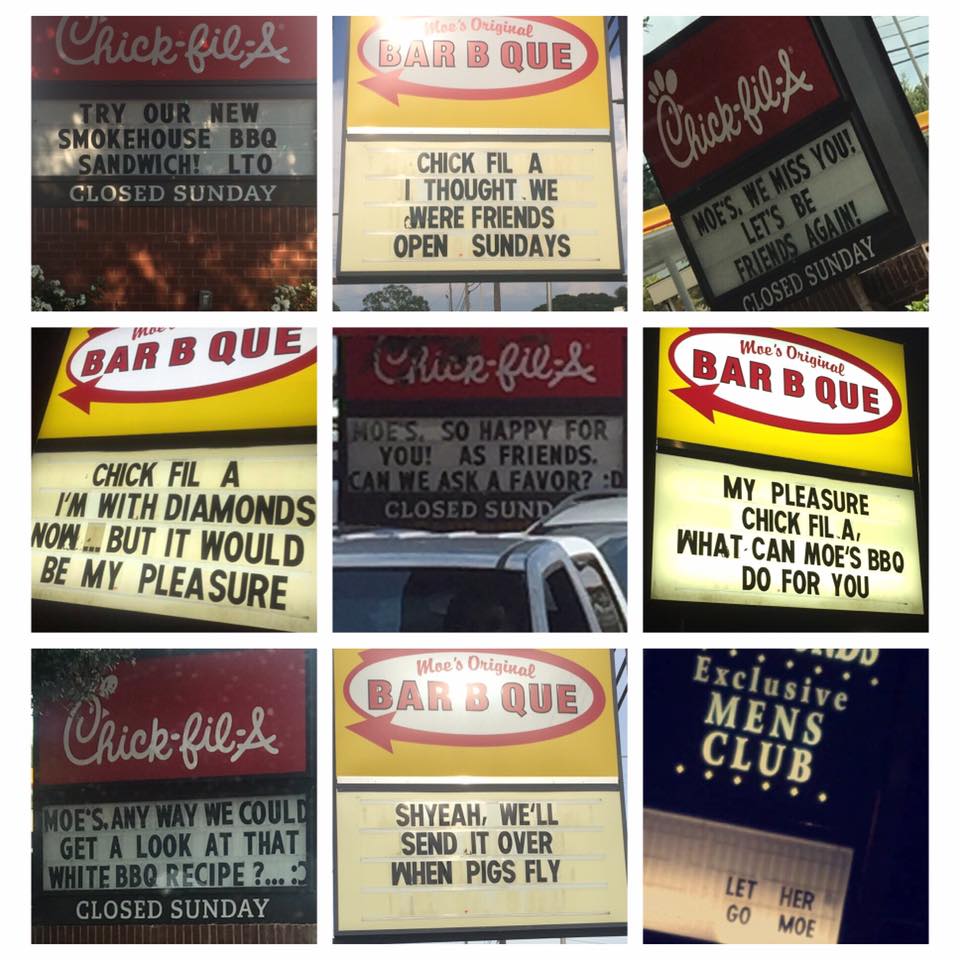 Chick-fil-A
TRY OUR NEW
SMOKEHOUSE BBQ
SANDWICH! LTO
CLOSED SUNDAY
Moe's Original
BAR B QUE
CHICK FIL A
I THOUGHT WE
WERE FRIENDS
OPEN SUNDAYS
Chick-fil-A
MOE'S, WE MISS YOU!
LET'S BE
FRIENDS AGAIN!
CLOSED SUNDAY
Moe's
BAR B QUE
CHICK FIL A
I'M WITH DIAMONDS
NOW ... BUT IT WOULD
BE MY PLEASURE
Chick-fil-A
MOE'S, SO HAPPY FOR
YOU! AS FRIENDS.
CAN WE ASK A FAVOR? :D
CLOSED SUND
Moe's Original
BAR B QUE
MY PLEASURE
CHICK FIL A,
WHAT CAN MOE'S BBQ
DO FOR YOU
Chick-fil-A
MOE'S, ANY WAY WE COULD
GET A LOOK AT THAT
WHITE BBQ RECIPE ?... :)
CLOSED SUNDAY
Moe's Original
BAR B QUE
SHYEAH, WE'LL
SEND IT OVER
WHEN PIGS FLY
Exclusive
MENS
CLUB
LET HER
GO MOE